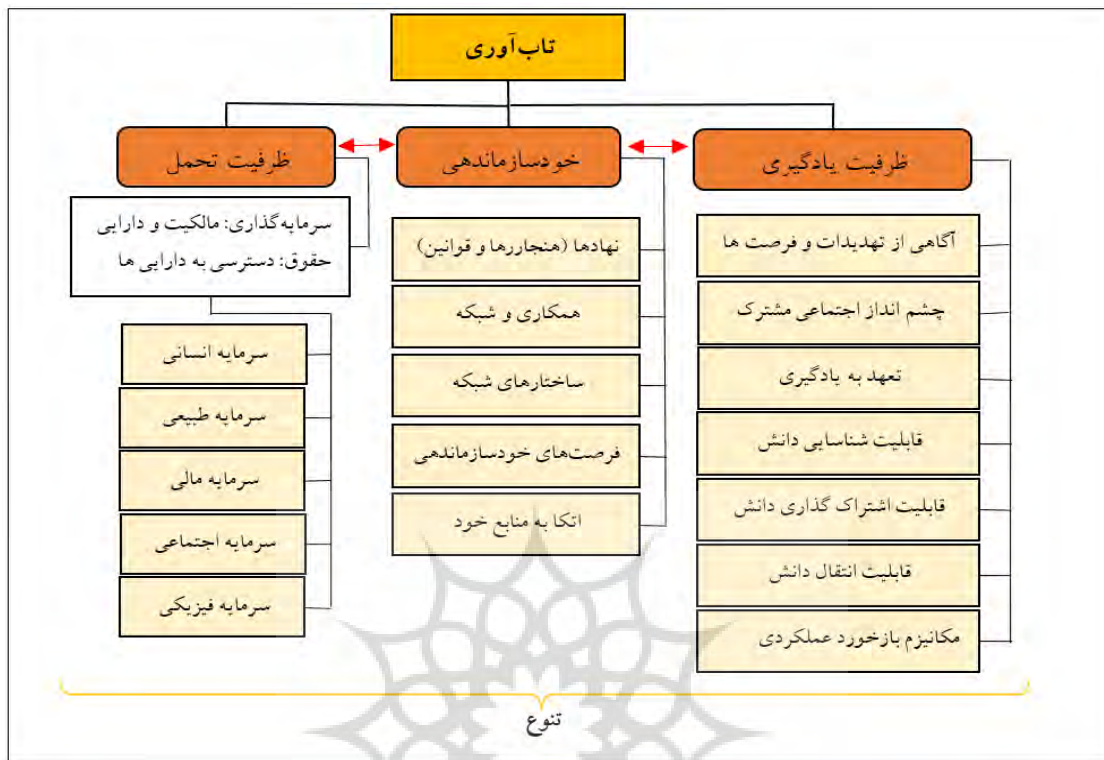 تاب‌آوری
ظرفیت یادگیری
آگاهی از تهدیدات و فرصت ها
چشم انداز اجتماعی مشترک
تعهد به یادگیری
قابلیت شناسایی دانش
قابلیت اشتراک گذاری دانش
قابلیت انتقال دانش
مکانیزم بازخورد عملکردی
خودسازماندهی
نهادها (هنجاررها و قوانین)
همکاری و شبکه
ساختارهای شبکه
فرصت‌های خودسازماندهی
اتکا به منابع خود
ظرفیت تحمل
سرمایه‌گذاری: مالکیت و دارایی
حقوق: دسترسی به دارایی ها
سرمایه انسانی
سرمایه طبیعی
سرمایه مالی
سرمایه اجتماعی
سرمایه فیزیکی
تنوع